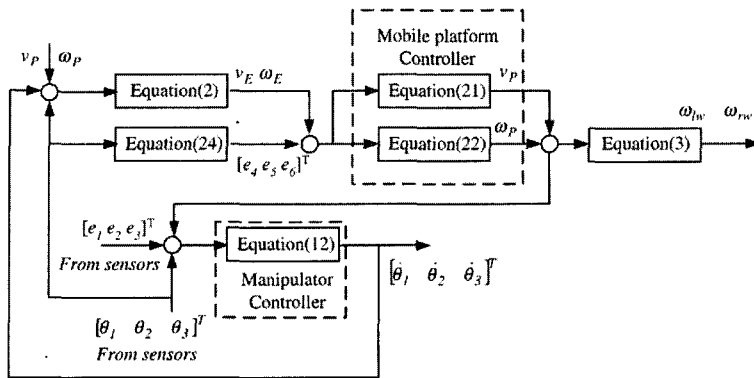 Mobile platform
Controller
v_P ω_P
Equation(2)
v_E ω_E
Equation(21)
v_P
Equation(24)
[e_4 e_5 e_6]^T
Equation(22)
ω_P
Equation(3)
ω_lw ω_rw
[e_1 e_2 e_3]^T
From sensors
Equation(12)
Manipulator
Controller
[θ̇_1 θ̇_2 θ̇_3]^T
[θ_1 θ_2 θ_3]^T
From sensors